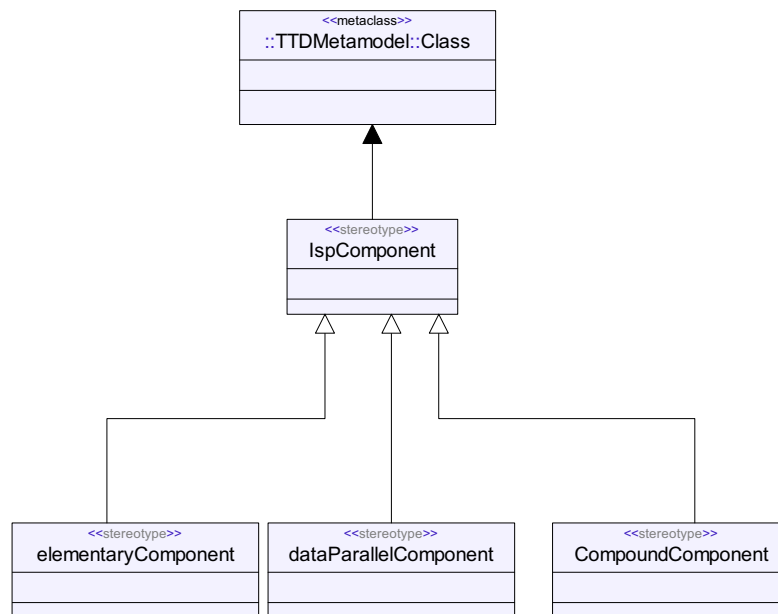 <<metaclass>>
::TTDMetamodel::Class
<<stereotype>>
IspComponent
<<stereotype>>
elementaryComponent
<<stereotype>>
dataParallelComponent
<<stereotype>>
CompoundComponent